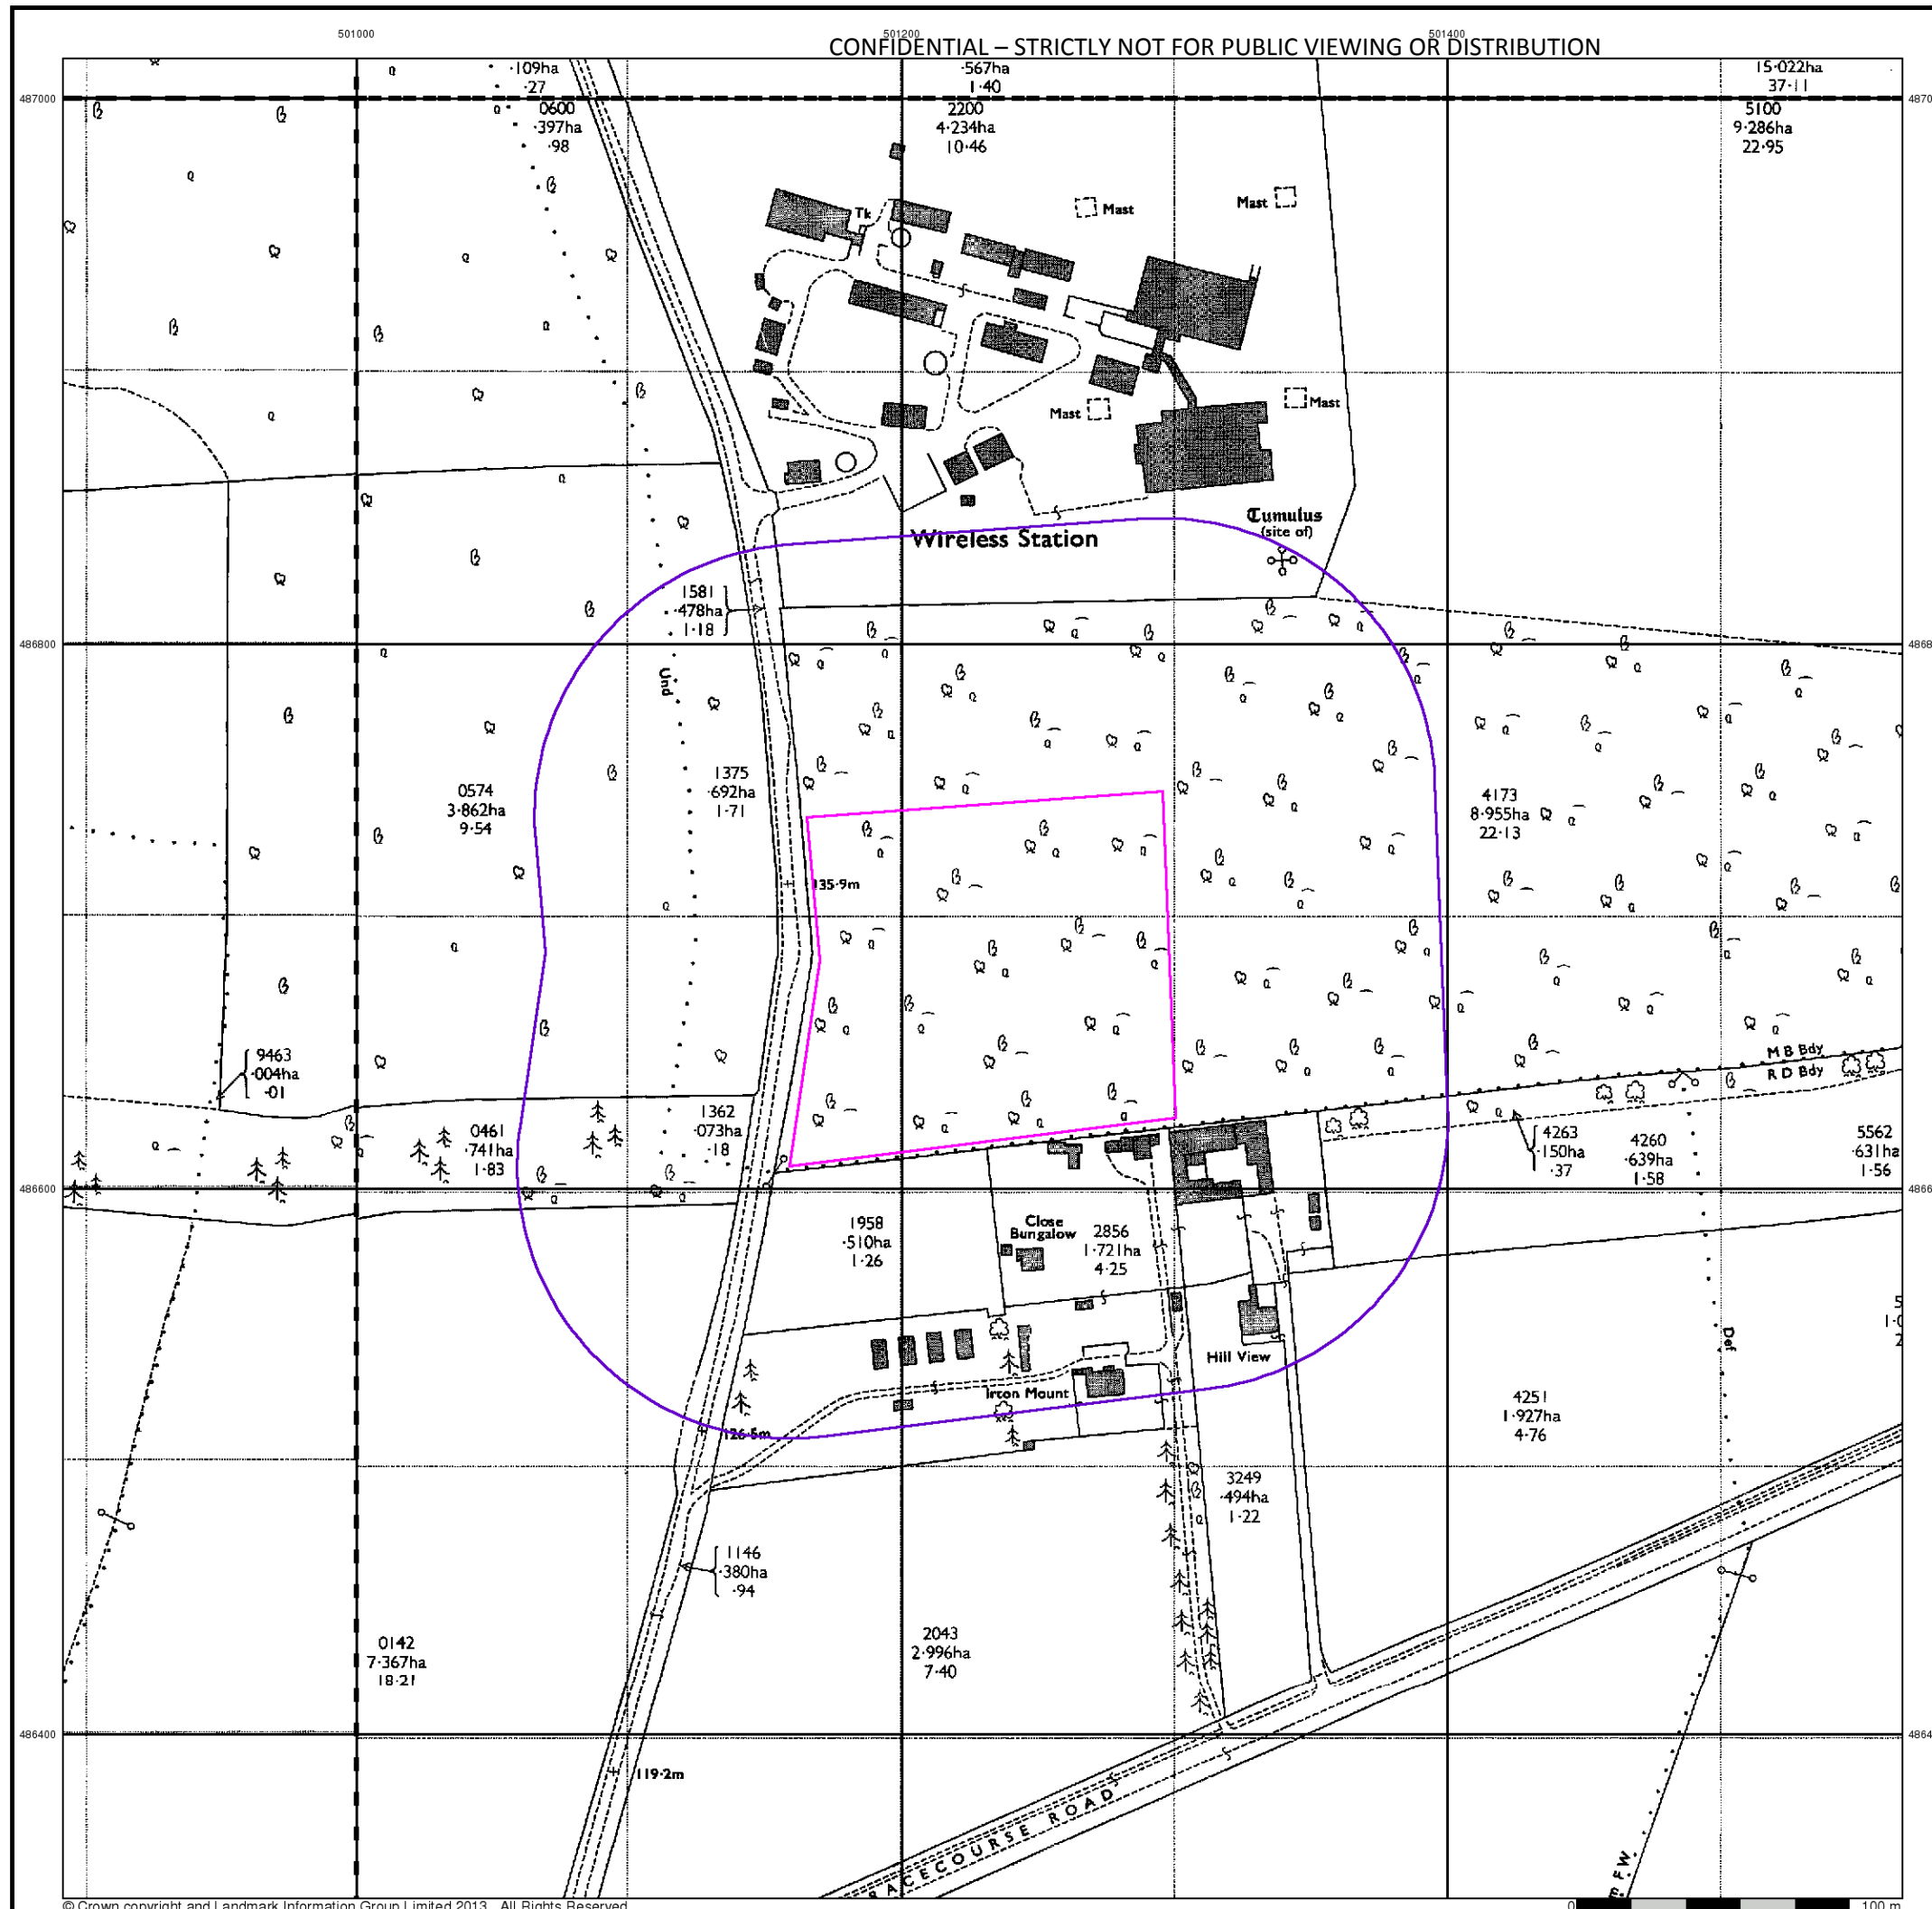 501000
501200
501400
CONFIDENTIAL – STRICTLY NOT FOR PUBLIC VIEWING OR DISTRIBUTION
·109ha
·27
·567ha
1·40
15·022ha
37·11
487000
0600
·397ha
·98
2200
4·234ha
10·46
5100
9·286ha
22·95
Tk
Mast
Mast
Mast
Mast
Tumulus
(site of)
Wireless Station
1581
·478ha
1·18
486800
Und
0574
3·862ha
9·54
1375
·692ha
1·71
4173
8·955ha
22·13
135·9m
M B Bdy
R D Bdy
9463
·004ha
·01
0461
·741ha
1·83
1362
·073ha
·18
4263
·150ha
·37
4260
·639ha
1·58
5562
·631ha
1·56
486600
1958
·510ha
1·26
Close
Bungalow
2856
1·721ha
4·25
Def
Hill View
Irton Mount
4251
1·927ha
4·76
126·5m
3249
·494ha
1·22
1146
·380ha
·94
0142
7·367ha
18·21
2043
2·996ha
7·40
486400
119·2m
RACECOURSE ROAD
m F W
© Crown copyright and Landmark Information Group Limited 2013. All Rights Reserved.
0
100 m